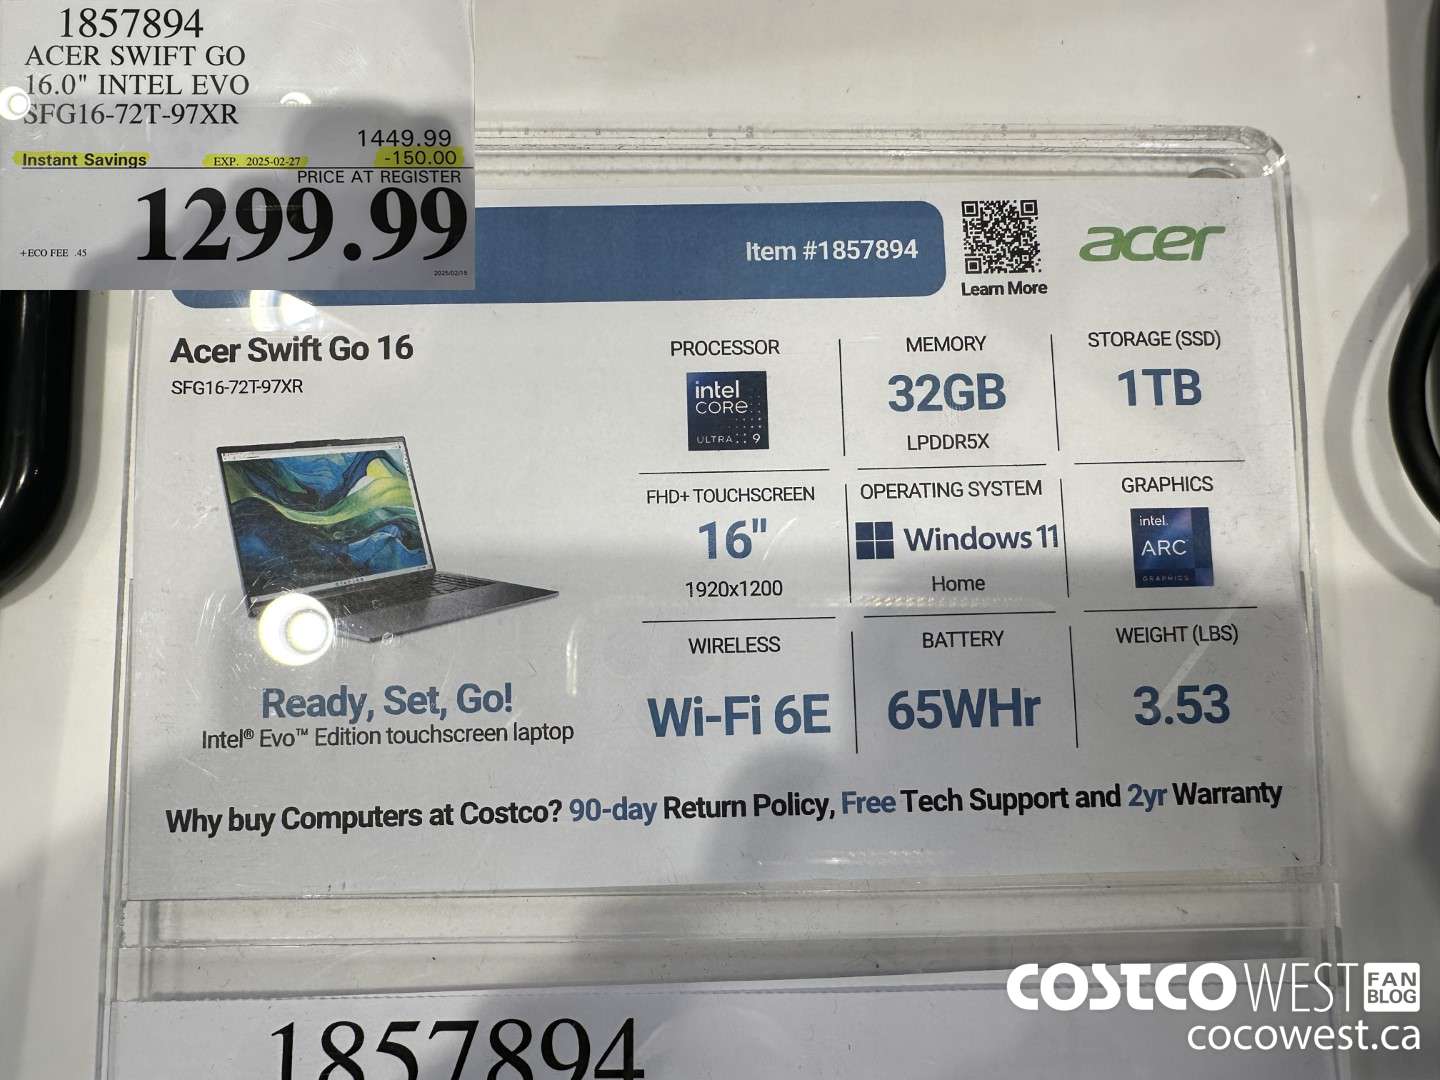 1857894
ACER SWIFT GO
16.0" INTEL EVO
SFG16-72T-97XR
1449.99
Instant Savings EXP. 2025-02-27 -150.00
PRICE AT REGISTER
1299.99
+ECO FEE .45
2025/02/15
Item #1857894
Learn More
acer
Acer Swift Go 16
SFG16-72T-97XR
PROCESSOR
intel
CORE
ULTRA 9
MEMORY
32GB
LPDDR5X
STORAGE (SSD)
1TB
FHD+ TOUCHSCREEN
16"
1920x1200
OPERATING SYSTEM
Windows 11
Home
GRAPHICS
intel.
ARC
GRAPHICS
WIRELESS
Wi-Fi 6E
BATTERY
65WHr
WEIGHT (LBS)
3.53
Ready, Set, Go!
Intel® Evo™ Edition touchscreen laptop
Why buy Computers at Costco? 90-day Return Policy, Free Tech Support and 2yr Warranty
1857894
COSTCO WEST FAN BLOG
cocowest.ca